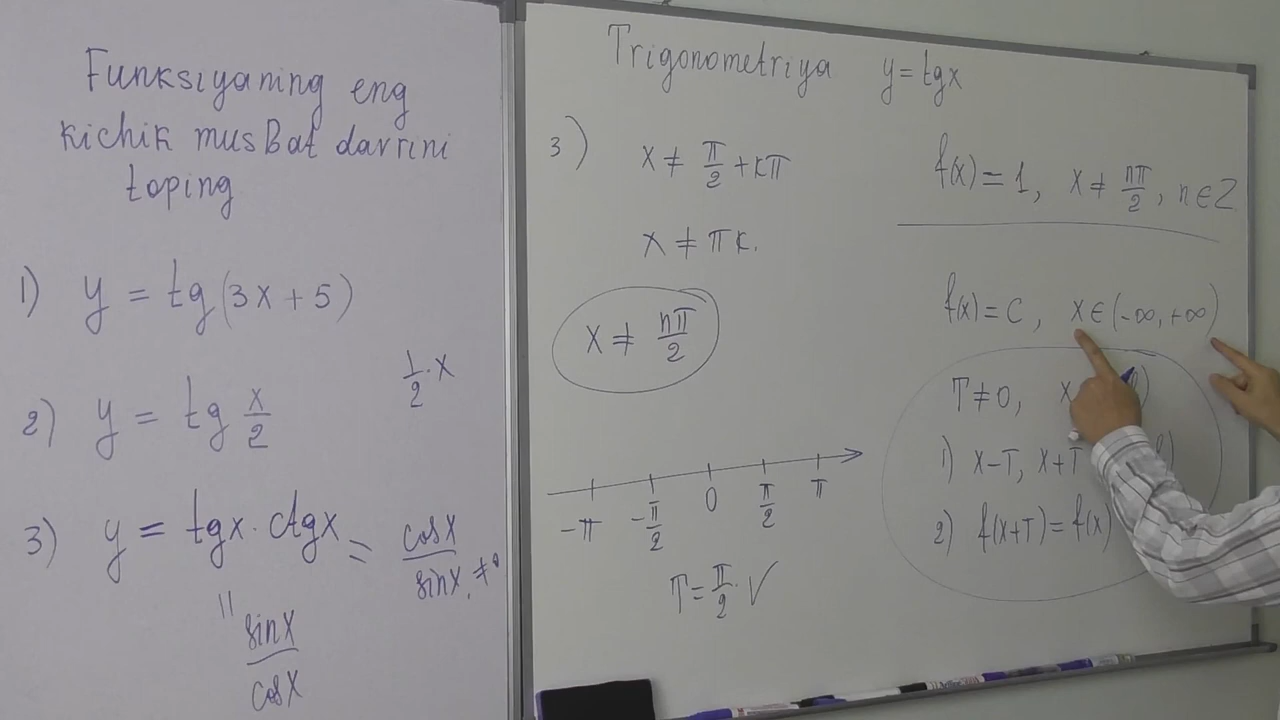 Funksiyaning eng
kichik musbat davrini
toping
1) y = tg(3x+5)
1/2 · x
2) y = tg x/2
3) y = tgx · ctgx = cosx/sinx, ≠0
" sinx/cosx
Trigonometriya y = tgx
3) x ≠ π/2 + kπ
x ≠ πk.
x ≠ nπ/2
-π -π/2 0 π/2 π
T = π/2. √
f(x) = 1, x ≠ nπ/2, n∈Z
f(x) = C, x∈(-∞, +∞)
T ≠ 0, x
1) x-T, x+T
2) f(x+T) = f(x)